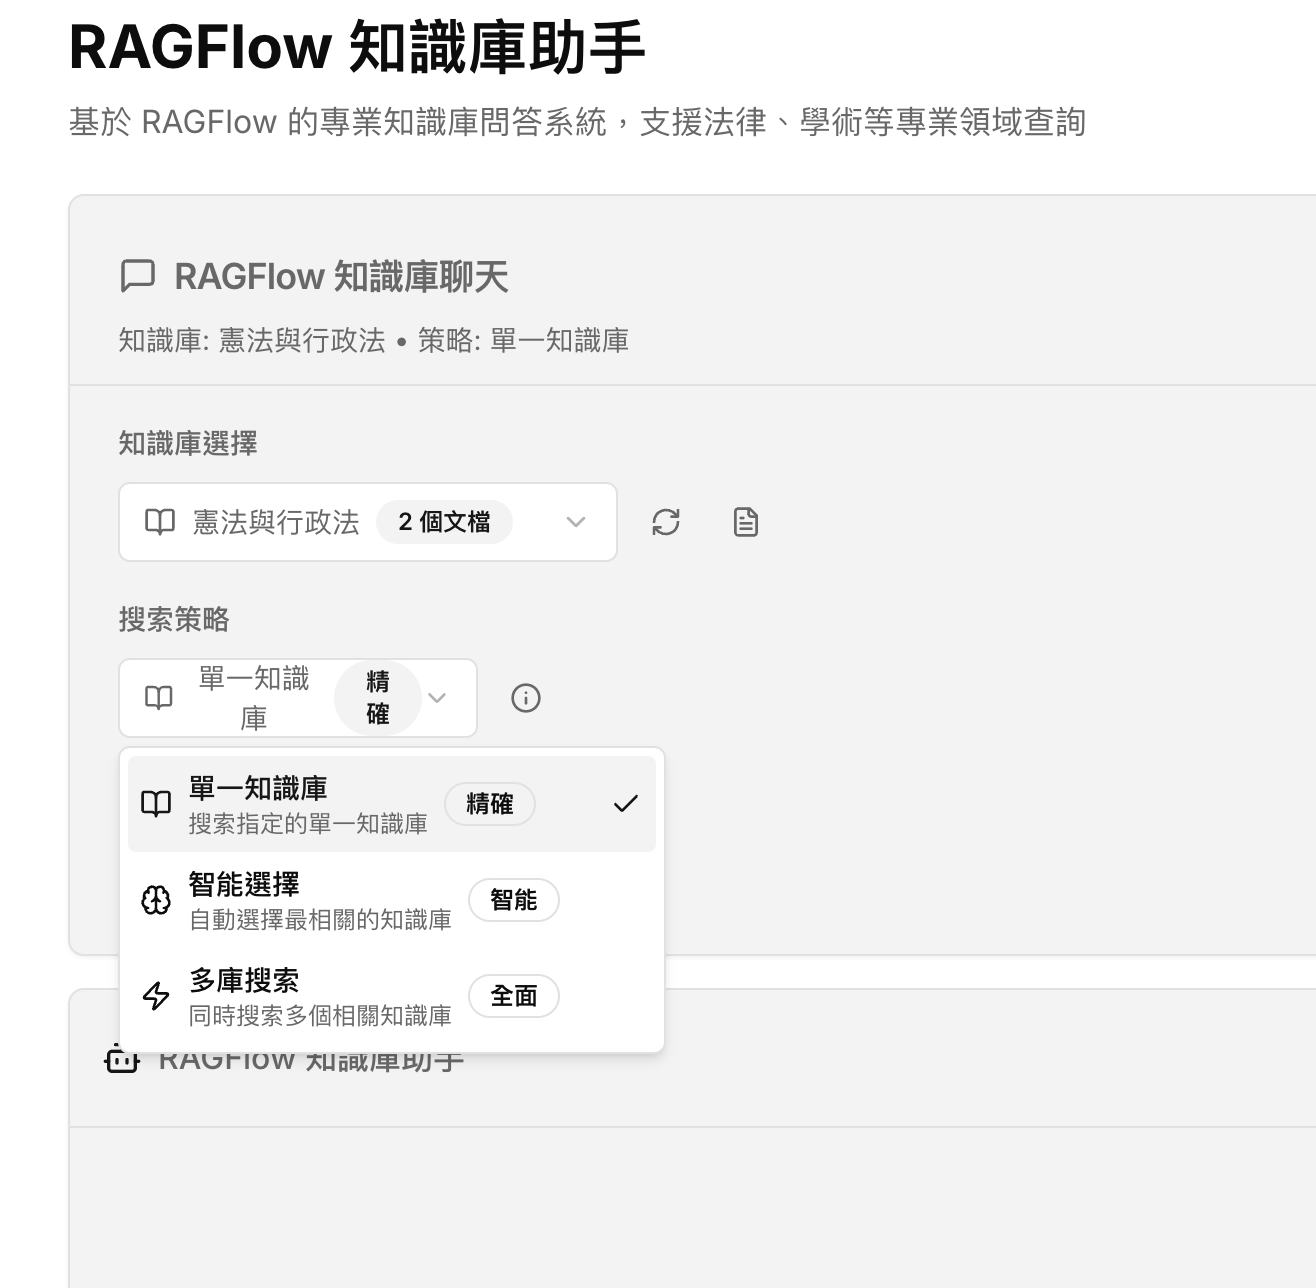 RAGFlow 知識庫助手
基於 RAGFlow 的專業知識庫問答系統，支援法律、學術等專業領域查詢
RAGFlow 知識庫聊天
知識庫: 憲法與行政法 • 策略: 單一知識庫
知識庫選擇
憲法與行政法 2 個文檔
搜索策略
單一知識
庫
精
確
單一知識庫
搜索指定的單一知識庫
精確
智能選擇
自動選擇最相關的知識庫
智能
多庫搜索
同時搜索多個相關知識庫
全面
RAGFlow 知識庫助手